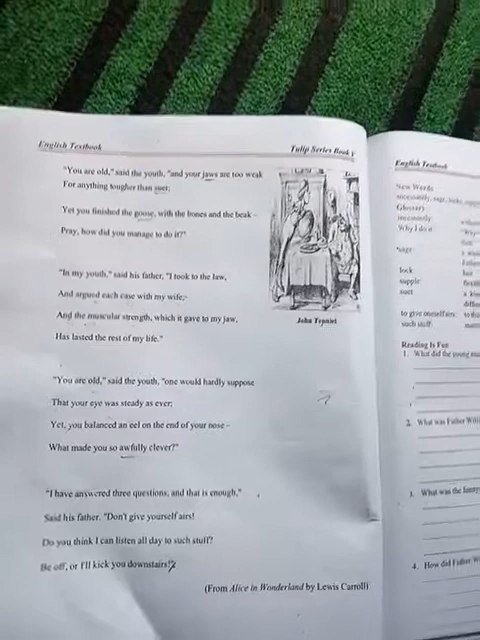 English Textbook
Tulip Series Book V
"You are old," said the youth, "and your jaws are too weak
For anything tougher than suet;
Yet you finished the goose, with the bones and the beak –
Pray, how did you manage to do it?"
"In my youth," said his father, "I took to the law,
And argued each case with my wife;
And the muscular strength, which it gave to my jaw,
Has lasted the rest of my life."
John Tenniel
"You are old," said the youth, "one would hardly suppose
That your eye was steady as ever;
Yet, you balanced an eel on the end of your nose –
What made you so awfully clever?"
"I have answered three questions, and that is enough,"
Said his father. "Don't give yourself airs!
Do you think I can listen all day to such stuff?
Be off, or I'll kick you downstairs!"
(From Alice in Wonderland by Lewis Carroll)
English Textbook
New Words
incessantly, sage,
Glossary
incessantly
Why I do it
sage
lock
supple
suet
to give oneself airs
such stuff
Reading Is Fun
1. What did the young
2. What was Father
3. What was the funny
4. How did Father